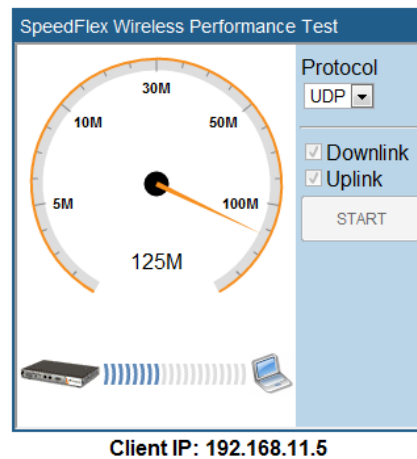 SpeedFlex Wireless Performance Test
Protocol
UDP
Downlink
Uplink
START
30M
10M
50M
5M
100M
125M
Client IP: 192.168.11.5